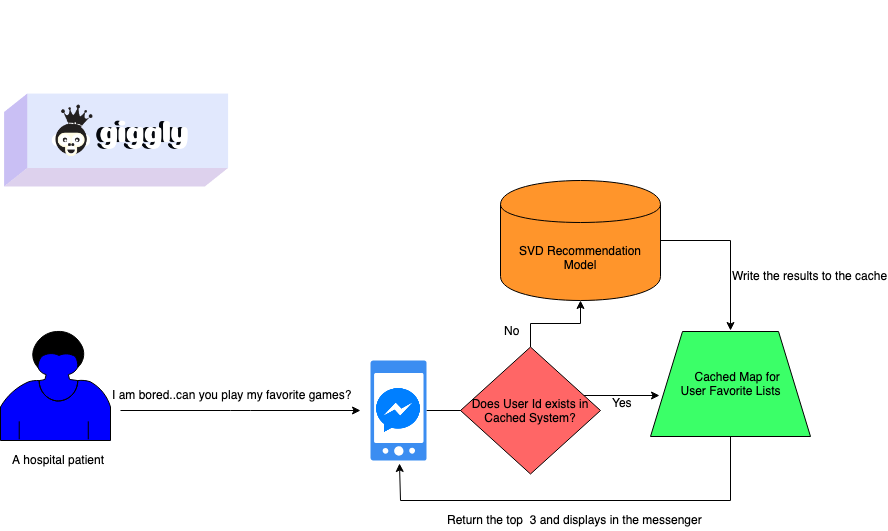 giggly
SVD Recommendation
Model
Write the results to the cache
No
I am bored..can you play my favorite games?
Does User Id exists in
Cached System?
Yes
Cached Map for
User Favorite Lists
A hospital patient
Return the top 3 and displays in the messenger